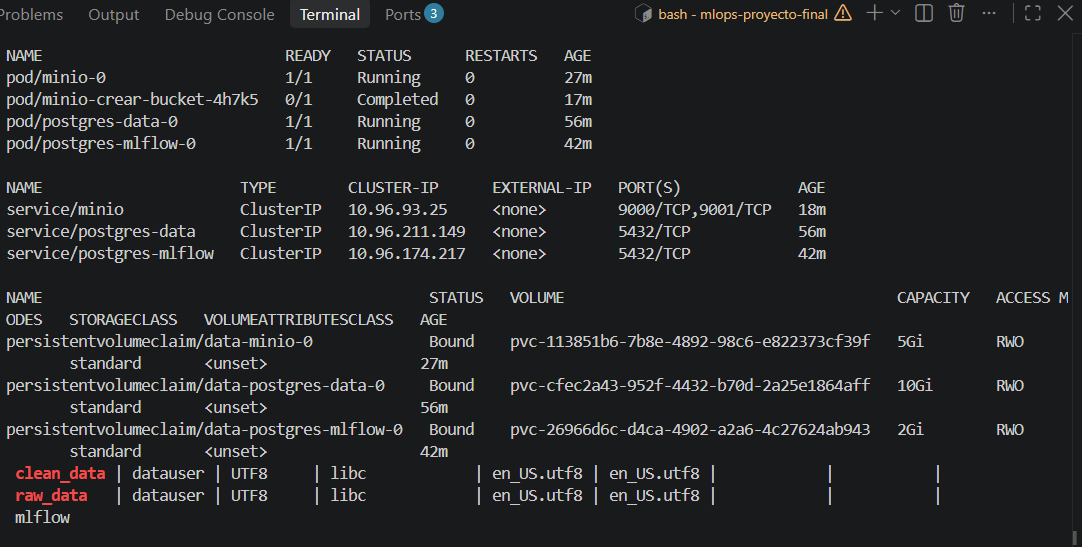 Problems Output Debug Console Terminal Ports 3 bash - mlops-proyecto-final
NAME READY STATUS RESTARTS AGE
pod/minio-0 1/1 Running 0 27m
pod/minio-crear-bucket-4h7k5 0/1 Completed 0 17m
pod/postgres-data-0 1/1 Running 0 56m
pod/postgres-mlflow-0 1/1 Running 0 42m
NAME TYPE CLUSTER-IP EXTERNAL-IP PORT(S) AGE
service/minio ClusterIP 10.96.93.25 <none> 9000/TCP,9001/TCP 18m
service/postgres-data ClusterIP 10.96.211.149 <none> 5432/TCP 56m
service/postgres-mlflow ClusterIP 10.96.174.217 <none> 5432/TCP 42m
NAME STATUS VOLUME CAPACITY ACCESS M
ODES STORAGECLASS VOLUMEATTRIBUTESCLASS AGE
persistentvolumeclaim/data-minio-0 Bound pvc-113851b6-7b8e-4892-98c6-e822373cf39f 5Gi RWO
standard <unset> 27m
persistentvolumeclaim/data-postgres-data-0 Bound pvc-cfec2a43-952f-4432-b70d-2a25e1864aff 10Gi RWO
standard <unset> 56m
persistentvolumeclaim/data-postgres-mlflow-0 Bound pvc-26966d6c-d4ca-4902-a2a6-4c27624ab943 2Gi RWO
standard <unset> 42m
clean_data | datauser | UTF8 | libc | en_US.utf8 | en_US.utf8 | | |
raw_data | datauser | UTF8 | libc | en_US.utf8 | en_US.utf8 | | |
mlflow